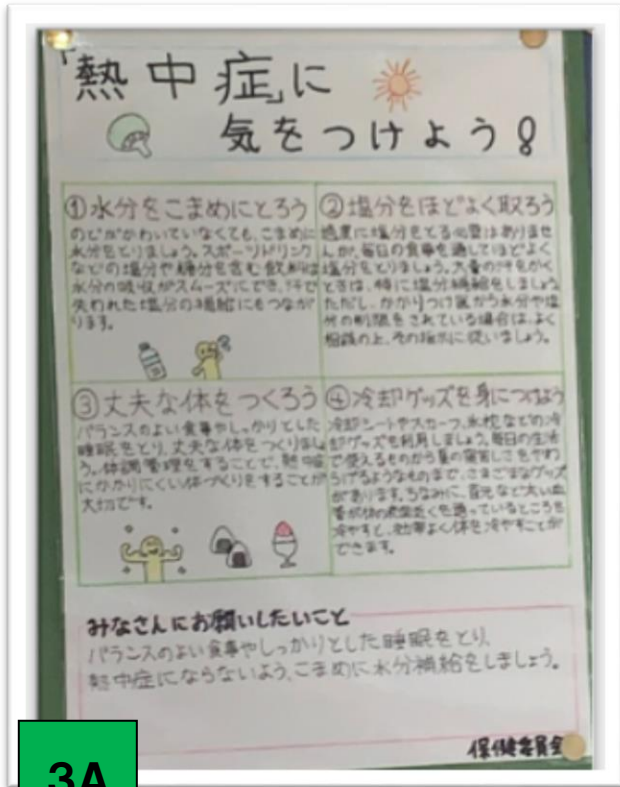 「熱中症」に
気をつけよう!
①水分をこまめにとろう
のどがかわいていなくても、こまめに
水分をとりましょう。スポーツドリンク
などの塩分や糖分を含む飲料は
水分の吸収がスムーズにでき、汗で
失われた塩分の補給にもつなが
ります。
②塩分をほどよく取ろう
過度に塩分をとる必要はありませ
んが、毎日の食事を通してほどよく
塩分をとりましょう。大量の汗をかく
ときは、特に塩分補給をしましょう
ただし、かかりつけ医から水分や塩
分の制限をされている場合は、よく
相談の上、その指示に従いましょう。
③丈夫な体をつくろう
バランスのよい食事やしっかりとした
睡眠をとり、丈夫な体をつくりましょ
う。体調管理をすることで、熱中症
にかかりにくい体づくりをすることが
大切です。
④冷却グッズを身につけよう
冷却シートやスカーフ、氷枕などの冷
却グッズを利用しましょう。毎日の生活
で使えるものから夏の寝苦しさをやわ
らげるようなものまで、さまざまなグッズ
があります。ちなみに、首元など太い血
管が体の表面近くを通っているところを
冷やすと、効率よく体を冷やすことが
できます。
みなさんにお願いしたいこと
バランスのよい食事やしっかりとした睡眠をとり、
熱中症にならないよう、こまめに水分補給をしましょう。
保健委員会
3A